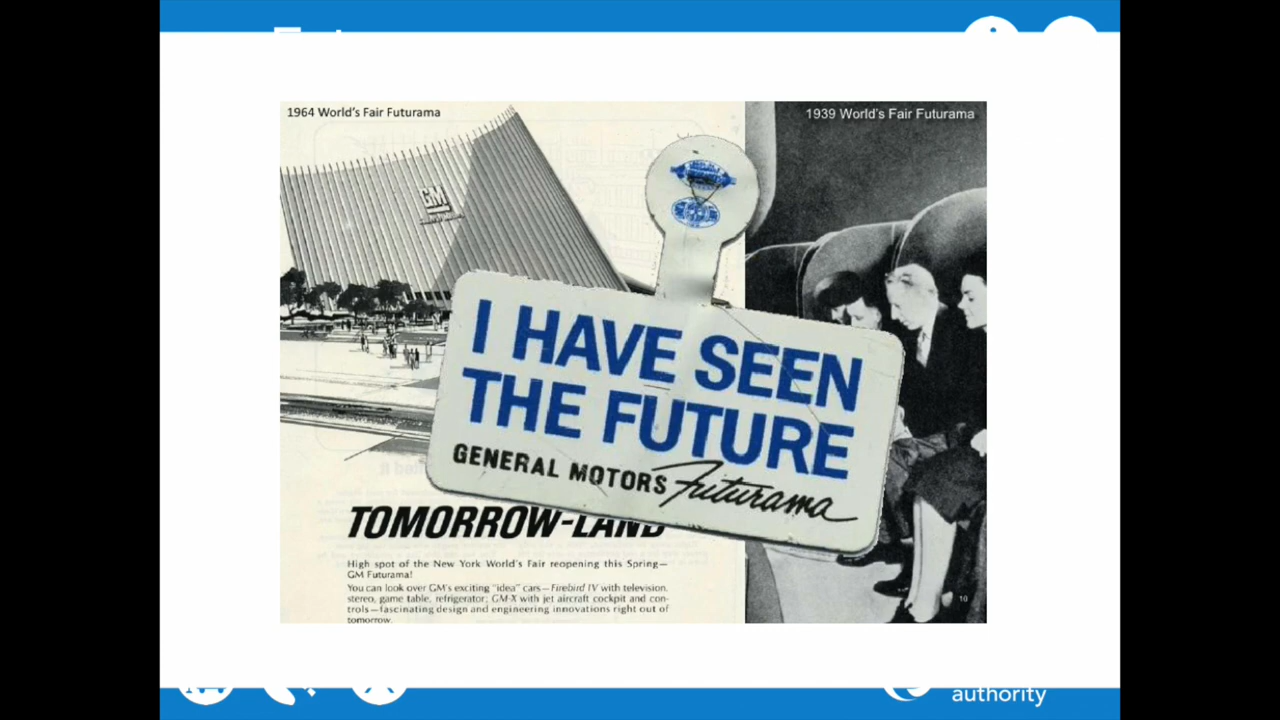 1964 World's Fair Futurama
1939 World's Fair Futurama
GM
I HAVE SEEN
THE FUTURE
GENERAL MOTORS Futurama
TOMORROW-LAND
High spot of the New York World's Fair reopening this Spring—
GM Futurama!
You can look over GM's exciting "idea" cars—Firebird IV with television,
stereo, game table, refrigerator; GM-X with jet aircraft cockpit and con-
trols—fascinating design and engineering innovations right out of
tomorrow.
10
authority